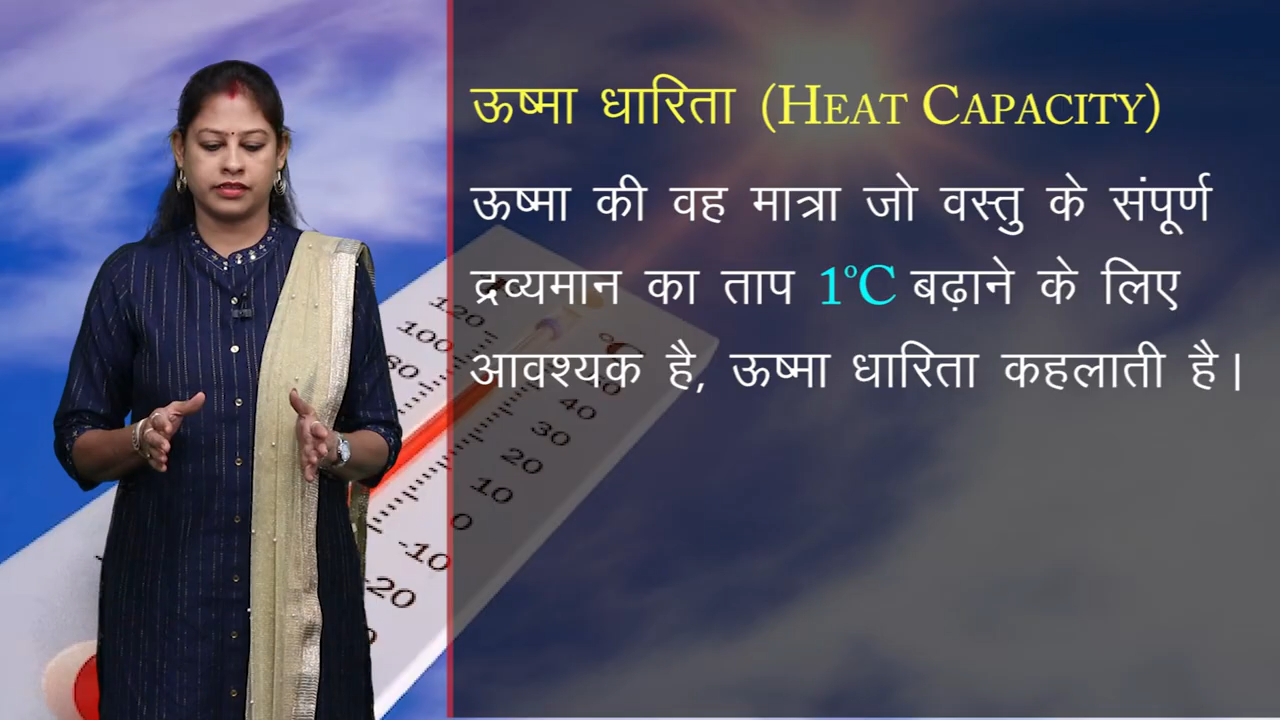 ऊष्मा धारिता (HEAT CAPACITY)
ऊष्मा की वह मात्रा जो वस्तु के संपूर्ण
द्रव्यमान का ताप 1°C बढ़ाने के लिए
आवश्यक है, ऊष्मा धारिता कहलाती है।
120
100
80
°C
50
40
30
20
10
0
-10
-20